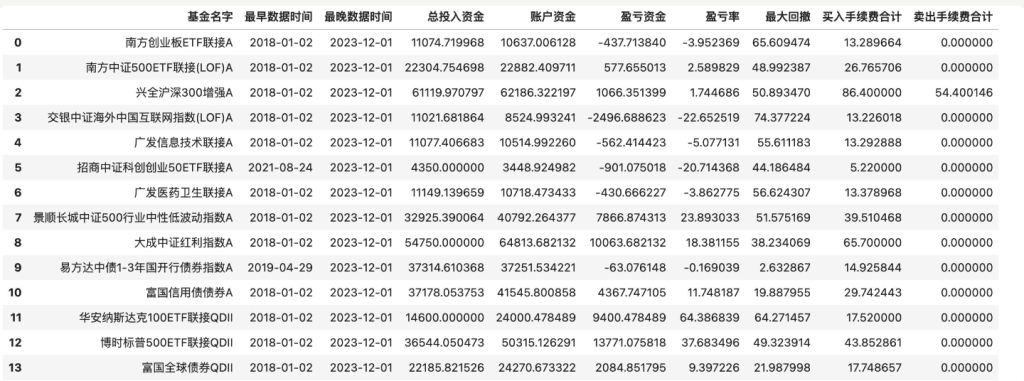 基金名字 最早数据时间 最晚数据时间 总投入资金 账户资金 盈亏资金 盈亏率 最大回撤 买入手续费合计 卖出手续费合计
0 南方创业板ETF联接A 2018-01-02 2023-12-01 11074.719968 10637.006128 -437.713840 -3.952369 65.609474 13.289664 0.000000
1 南方中证500ETF联接(LOF)A 2018-01-02 2023-12-01 22304.754698 22882.409711 577.655013 2.589829 48.992387 26.765706 0.000000
2 兴全沪深300增强A 2018-01-02 2023-12-01 61119.970797 62186.322197 1066.351399 1.744686 50.893470 86.400000 54.400146
3 交银中证海外中国互联网指数(LOF)A 2018-01-02 2023-12-01 11021.681864 8524.993241 -2496.688623 -22.652519 74.377224 13.226018 0.000000
4 广发信息技术联接A 2018-01-02 2023-12-01 11077.406683 10514.992260 -562.414423 -5.077131 55.611183 13.292888 0.000000
5 招商中证科创创业50ETF联接A 2021-08-24 2023-12-01 4350.000000 3448.924982 -901.075018 -20.714368 44.186484 5.220000 0.000000
6 广发医药卫生联接A 2018-01-02 2023-12-01 11149.139659 10718.473433 -430.666227 -3.862775 56.624307 13.378968 0.000000
7 景顺长城中证500行业中性低波动指数A 2018-01-02 2023-12-01 32925.390064 40792.264377 7866.874313 23.893033 51.575169 39.510468 0.000000
8 大成中证红利指数A 2018-01-02 2023-12-01 54750.000000 64813.682132 10063.682132 18.381155 38.234069 65.700000 0.000000
9 易方达中债1-3年国开行债券指数A 2019-04-29 2023-12-01 37314.610368 37251.534221 -63.076148 -0.169039 2.632867 14.925844 0.000000
10 富国信用债债券A 2018-01-02 2023-12-01 37178.053753 41545.800858 4367.747105 11.748187 19.887955 29.742443 0.000000
11 华安纳斯达克100ETF联接QDII 2018-01-02 2023-12-01 14600.000000 24000.478489 9400.478489 64.386839 64.271457 17.520000 0.000000
12 博时标普500ETF联接QDII 2018-01-02 2023-12-01 36544.050473 50315.126291 13771.075818 37.683496 49.323914 43.852861 0.000000
13 富国全球债券QDII 2018-01-02 2023-12-01 22185.821526 24270.673322 2084.851795 9.397226 21.987998 17.748657 0.000000